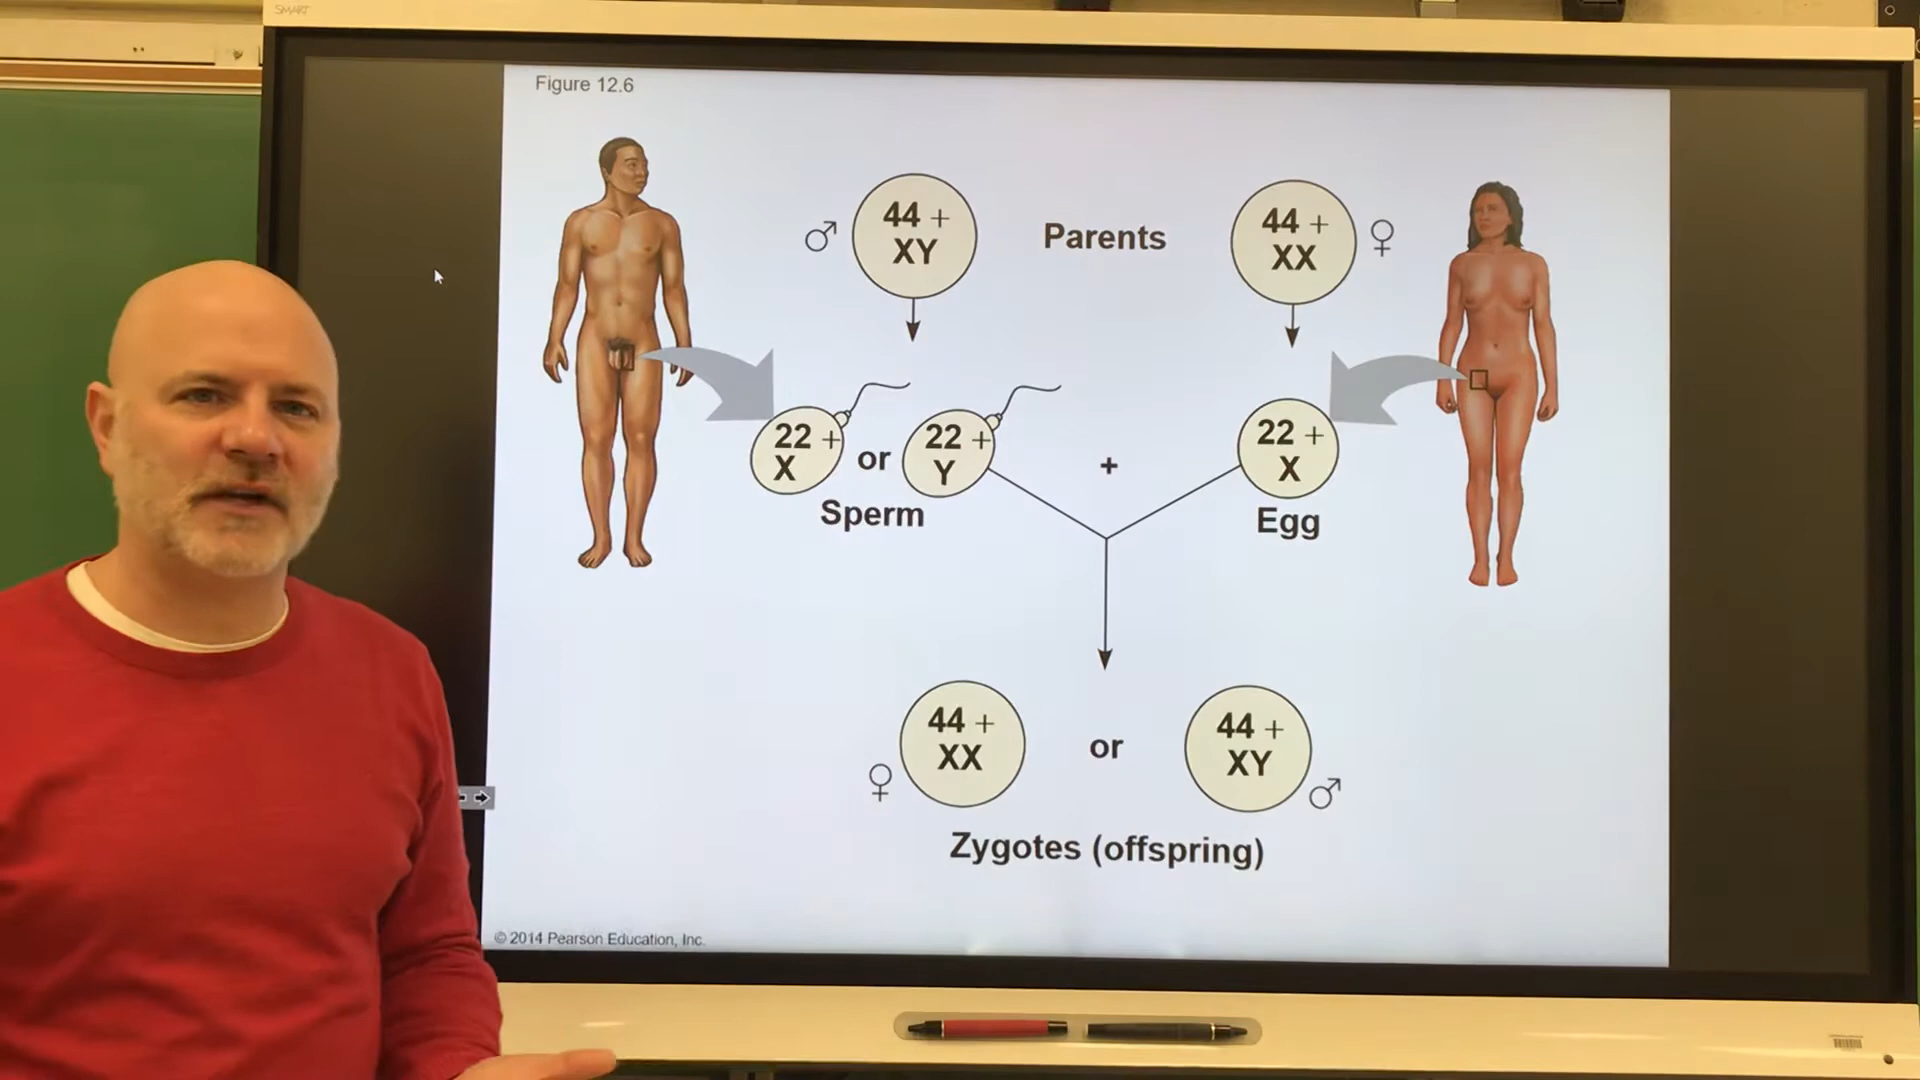 SMART
Figure 12.6
44 +
XY
Parents
44 +
XX
22 +
X
or
22 +
Y
Sperm
+
22 +
X
Egg
44 +
XX
or
44 +
XY
Zygotes (offspring)
© 2014 Pearson Education, Inc.